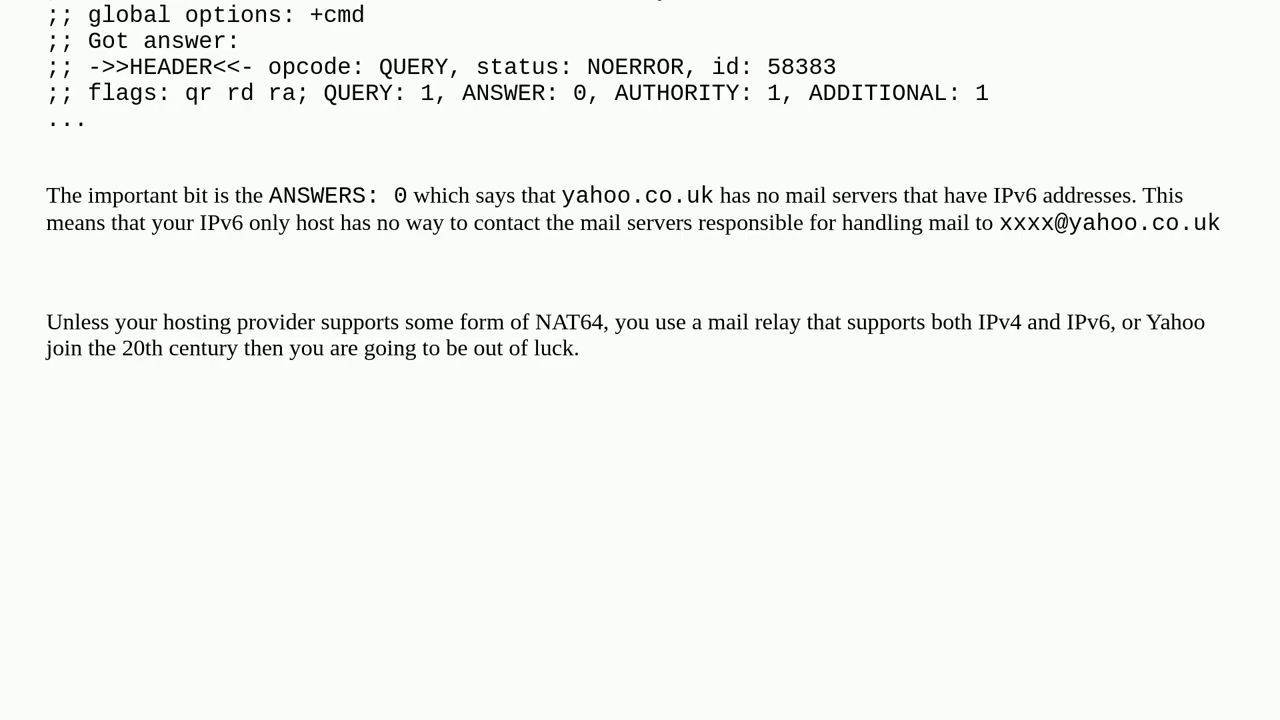 ;; global options: +cmd
;; Got answer:
;; ->>HEADER<<- opcode: QUERY, status: NOERROR, id: 58383
;; flags: qr rd ra; QUERY: 1, ANSWER: 0, AUTHORITY: 1, ADDITIONAL: 1
...
The important bit is the ANSWERS: 0 which says that yahoo.co.uk has no mail servers that have IPv6 addresses. This
means that your IPv6 only host has no way to contact the mail servers responsible for handling mail to xxxx@yahoo.co.uk
Unless your hosting provider supports some form of NAT64, you use a mail relay that supports both IPv4 and IPv6, or Yahoo
join the 20th century then you are going to be out of luck.